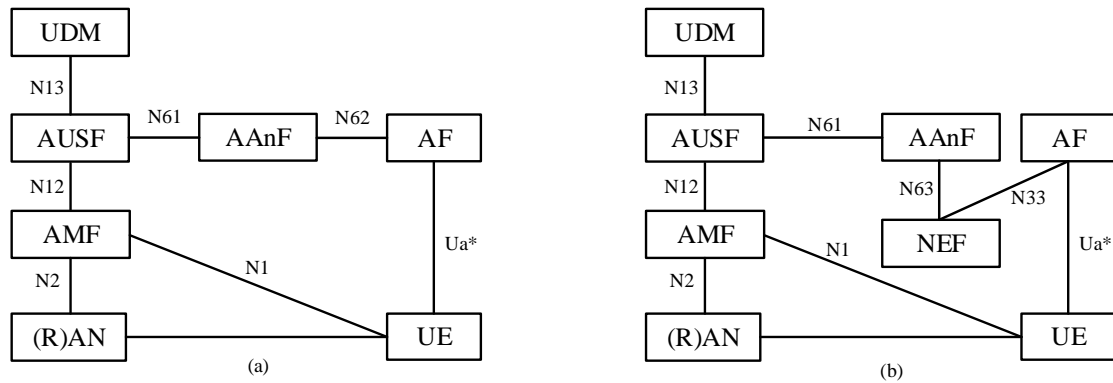 UDM
N13
AUSF
N61
AAnF
N62
AF
N12
AMF
N1
Ua*
N2
(R)AN
UE
(a)
UDM
N13
AUSF
N61
AAnF
AF
N12
N63
N33
AMF
NEF
N1
Ua*
N2
(R)AN
UE
(b)